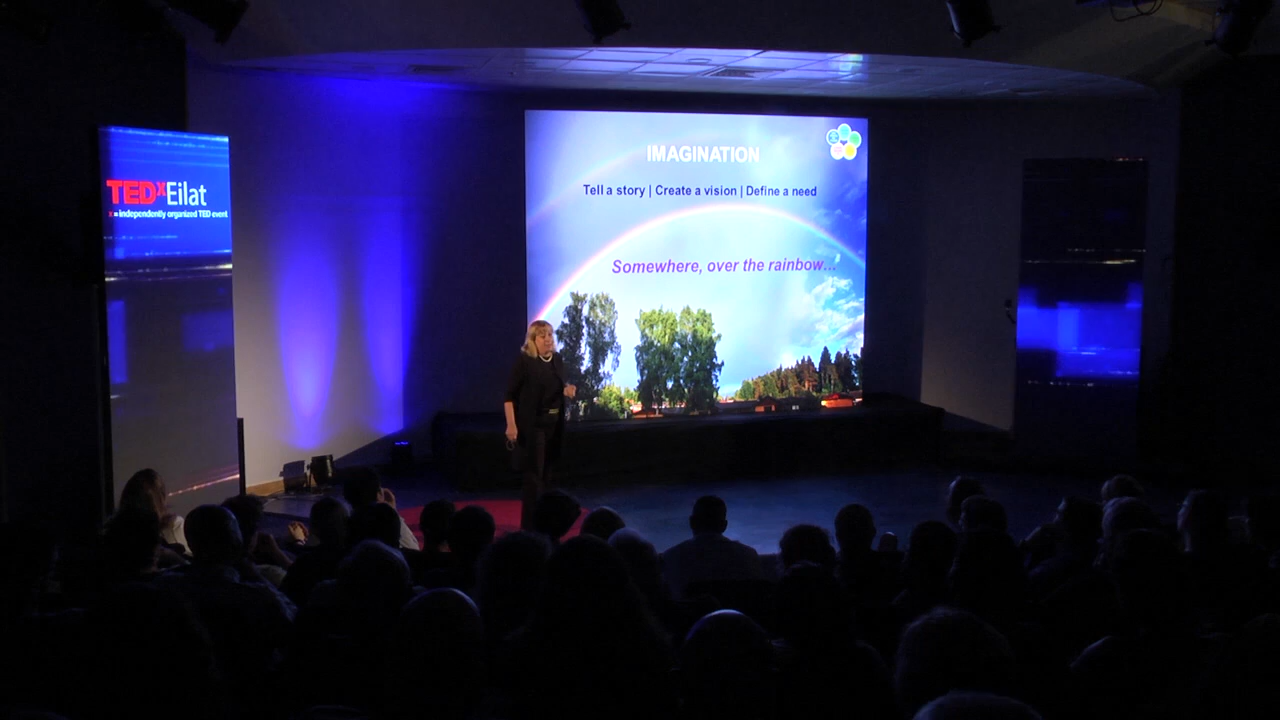 TEDxEilat
x = independently organized TED event
IMAGINATION
Tell a story | Create a vision | Define a need
Somewhere, over the rainbow...